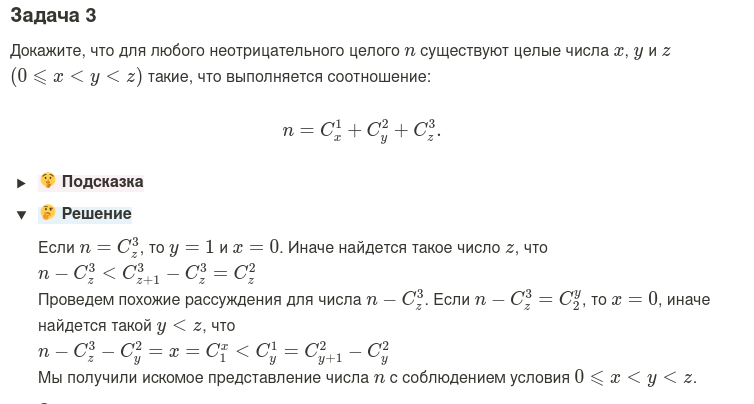 Задача 3
Докажите, что для любого неотрицательного целого n существуют целые числа x, y и z
(0 ⩽ x < y < z) такие, что выполняется соотношение:
n = C_x^1 + C_y^2 + C_z^3.
▶ 🤫 Подсказка
▼ 🤔 Решение
Если n = C_z^3, то y = 1 и x = 0. Иначе найдется такое число z, что
n − C_z^3 < C_{z+1}^3 − C_z^3 = C_z^2
Проведем похожие рассуждения для числа n − C_z^3. Если n − C_z^3 = C_2^y, то x = 0, иначе
найдется такой y < z, что
n − C_z^3 − C_y^2 = x = C_1^x < C_y^1 = C_{y+1}^2 − C_y^2
Мы получили искомое представление числа n с соблюдением условия 0 ⩽ x < y < z.